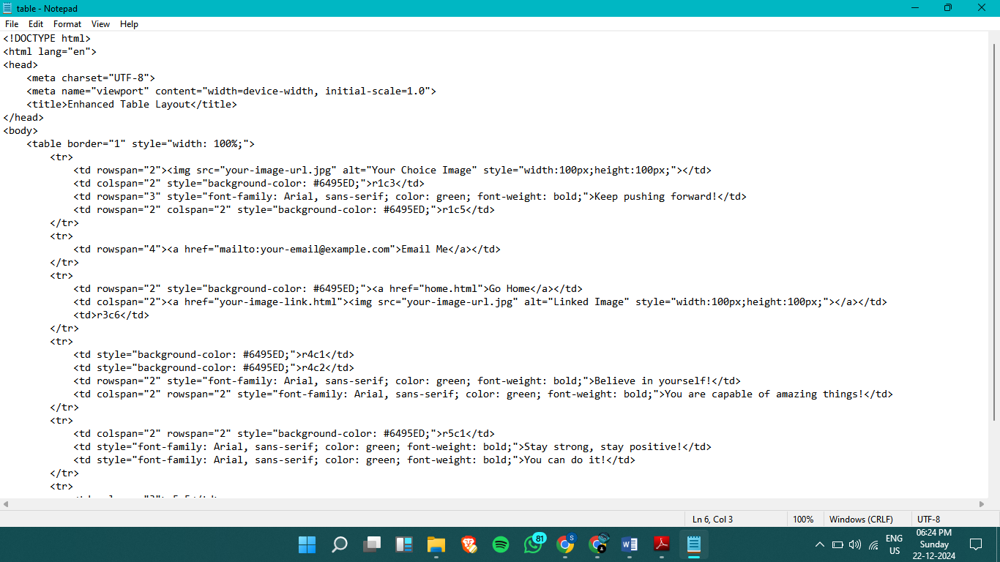 table - Notepad
File Edit Format View Help
<!DOCTYPE html>
<html lang="en">
<head>
    <meta charset="UTF-8">
    <meta name="viewport" content="width=device-width, initial-scale=1.0">
    <title>Enhanced Table Layout</title>
</head>
<body>
    <table border="1" style="width: 100%;">
        <tr>
            <td rowspan="2"><img src="your-image-url.jpg" alt="Your Choice Image" style="width:100px;height:100px;"></td>
            <td colspan="2" style="background-color: #6495ED;">r1c3</td>
            <td rowspan="3" style="font-family: Arial, sans-serif; color: green; font-weight: bold;">Keep pushing forward!</td>
            <td rowspan="2" colspan="2" style="background-color: #6495ED;">r1c5</td>
        </tr>
        <tr>
            <td rowspan="4"><a href="mailto:your-email@example.com">Email Me</a></td>
        </tr>
        <tr>
            <td rowspan="2" style="background-color: #6495ED;"><a href="home.html">Go Home</a></td>
            <td colspan="2"><a href="your-image-link.html"><img src="your-image-url.jpg" alt="Linked Image" style="width:100px;height:100px;"></a></td>
            <td>r3c6</td>
        </tr>
        <tr>
            <td style="background-color: #6495ED;">r4c1</td>
            <td style="background-color: #6495ED;">r4c2</td>
            <td rowspan="2" style="font-family: Arial, sans-serif; color: green; font-weight: bold;">Believe in yourself!</td>
            <td colspan="2" rowspan="2" style="font-family: Arial, sans-serif; color: green; font-weight: bold;">You are capable of amazing things!</td>
        </tr>
        <tr>
            <td colspan="2" rowspan="2" style="background-color: #6495ED;">r5c1</td>
            <td style="font-family: Arial, sans-serif; color: green; font-weight: bold;">Stay strong, stay positive!</td>
            <td style="font-family: Arial, sans-serif; color: green; font-weight: bold;">You can do it!</td>
        </tr>
        <tr>
Ln 6, Col 3 100% Windows (CRLF) UTF-8
81
S
W
ENG
US
06:24 PM
Sunday
22-12-2024